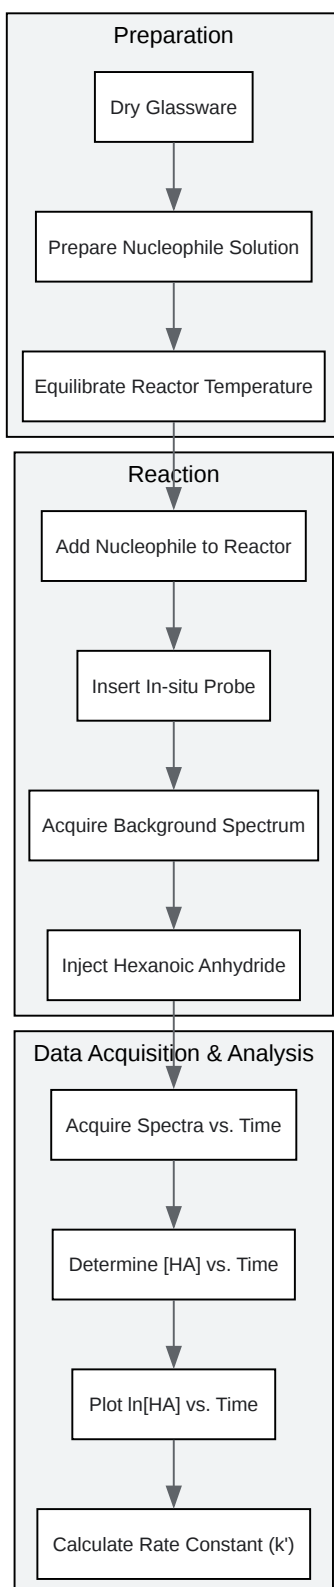 Preparation
Dry Glassware
Prepare Nucleophile Solution
Equilibrate Reactor Temperature
Reaction
Add Nucleophile to Reactor
Insert In-situ Probe
Acquire Background Spectrum
Inject Hexanoic Anhydride
Data Acquisition & Analysis
Acquire Spectra vs. Time
Determine [HA] vs. Time
Plot ln[HA] vs. Time
Calculate Rate Constant (k')